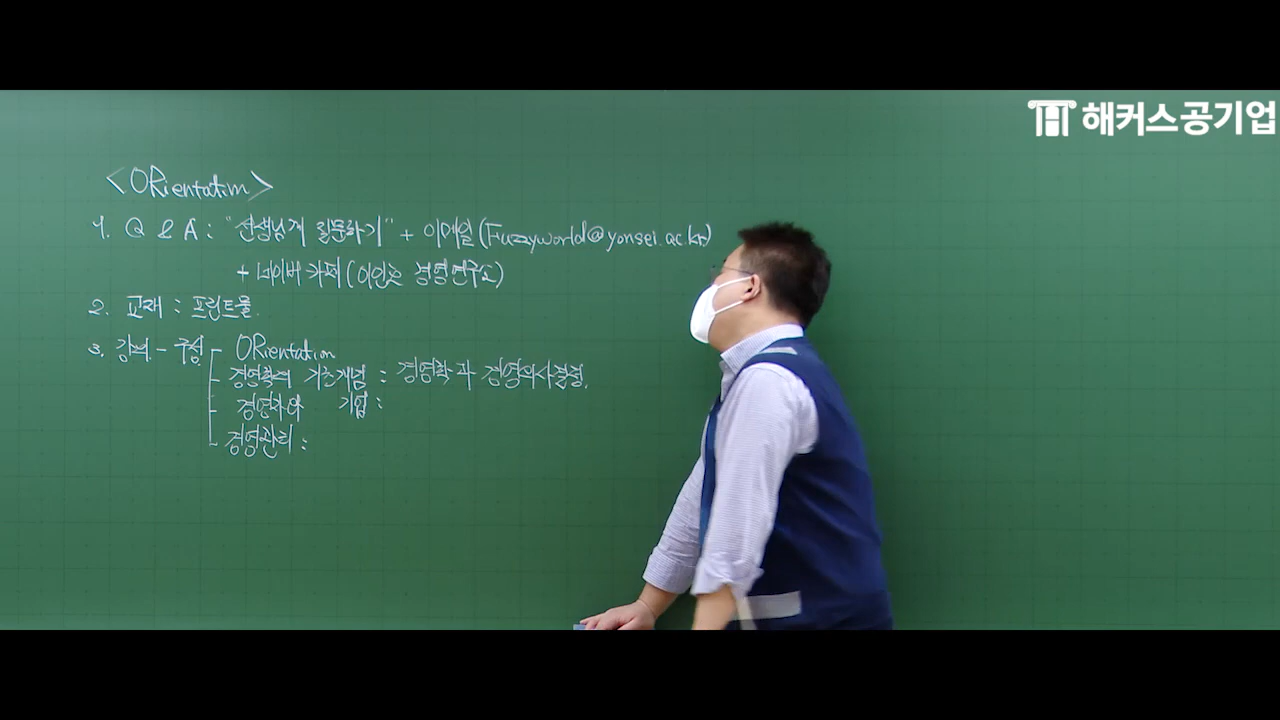 해커스공기업
<ORientation>
1. Q & A : "선생님께 질문하기" + 이메일 (Fuzzyworld@yonsei.ac.kr)
+ 네이버 카페 (이인호 경영연구소)
2. 교재 : 프린트물.
3. 강의 - 구성 ORientation
경영학의 기초개념 : 경영학과 경영의사결정.
경영자와 기업 :
경영관리 :